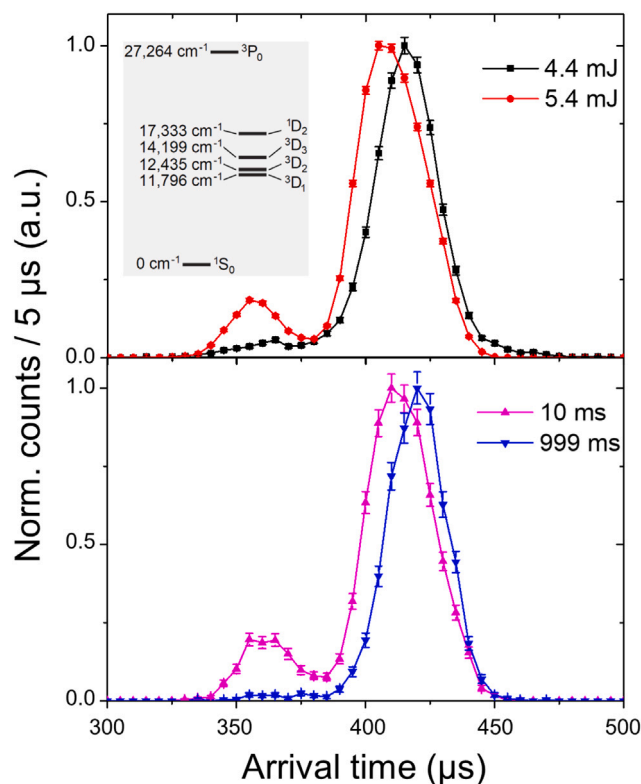 Norm. counts / 5 µs (a.u.)
1.0
0.5
0.0
4.4 mJ
5.4 mJ
27,264 cm⁻¹ ³P₀
17,333 cm⁻¹ ¹D₂
14,199 cm⁻¹ ³D₃
12,435 cm⁻¹ ³D₂
11,796 cm⁻¹ ³D₁
0 cm⁻¹ ¹S₀
1.0
0.5
0.0
10 ms
999 ms
300 350 400 450 500
Arrival time (µs)